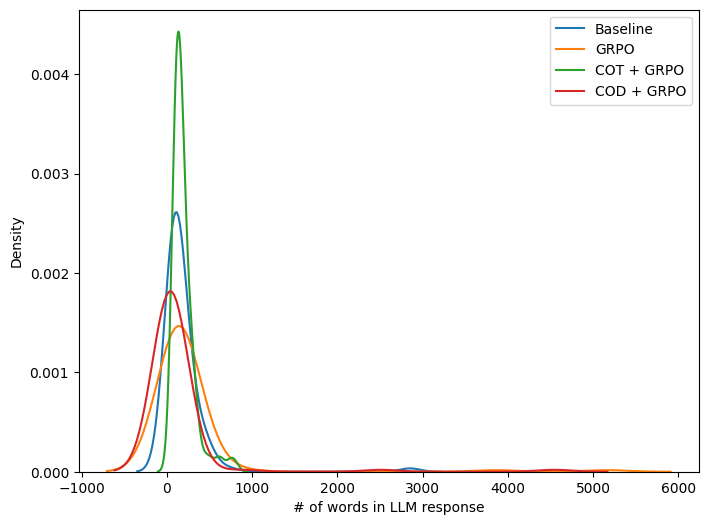 Baseline
GRPO
COT + GRPO
COD + GRPO
Density
0.004
0.003
0.002
0.001
0.000
−1000 0 1000 2000 3000 4000 5000 6000
# of words in LLM response